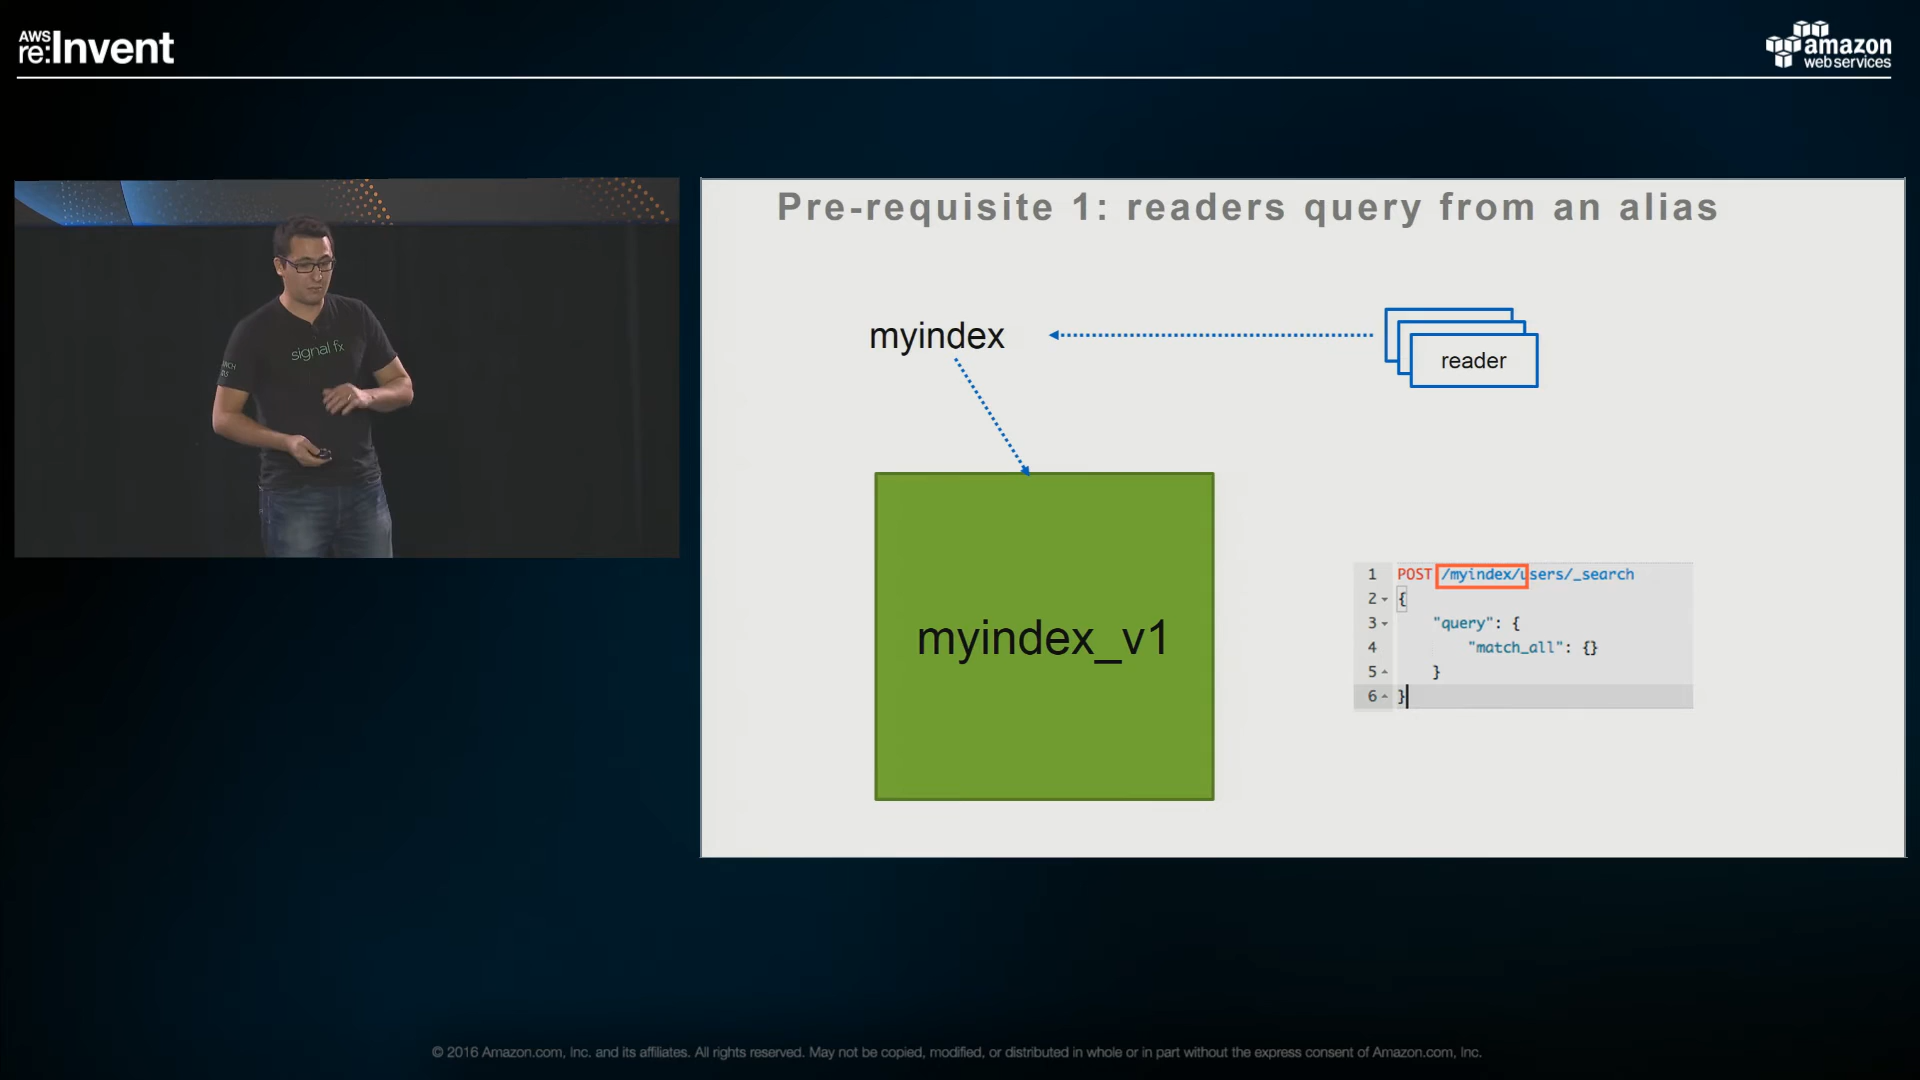 AWS
re:Invent
amazon
webservices
signal fx
Pre-requisite 1: readers query from an alias
myindex
reader
myindex_v1
1 POST /myindex/users/_search
2 {
3 "query": {
4 "match_all": {}
5 }
6 }
© 2016 Amazon.com, Inc. and its affiliates. All rights reserved. May not be copied, modified, or distributed in whole or in part without the express consent of Amazon.com, Inc.